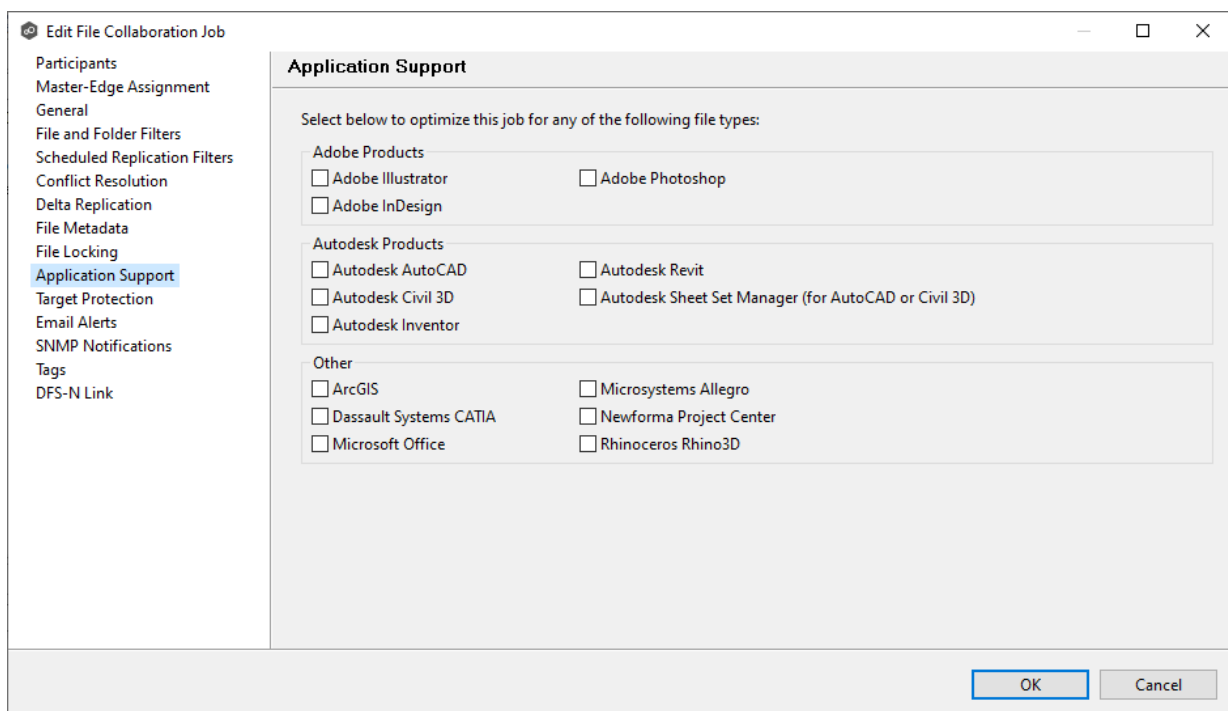 Edit File Collaboration Job
Participants
Master-Edge Assignment
General
File and Folder Filters
Scheduled Replication Filters
Conflict Resolution
Delta Replication
File Metadata
File Locking
Application Support
Target Protection
Email Alerts
SNMP Notifications
Tags
DFS-N Link
Application Support
Select below to optimize this job for any of the following file types:
Adobe Products
Adobe Illustrator
Adobe Photoshop
Adobe InDesign
Autodesk Products
Autodesk AutoCAD
Autodesk Revit
Autodesk Civil 3D
Autodesk Sheet Set Manager (for AutoCAD or Civil 3D)
Autodesk Inventor
Other
ArcGIS
Microsystems Allegro
Dassault Systems CATIA
Newforma Project Center
Microsoft Office
Rhinoceros Rhino3D
OK
Cancel